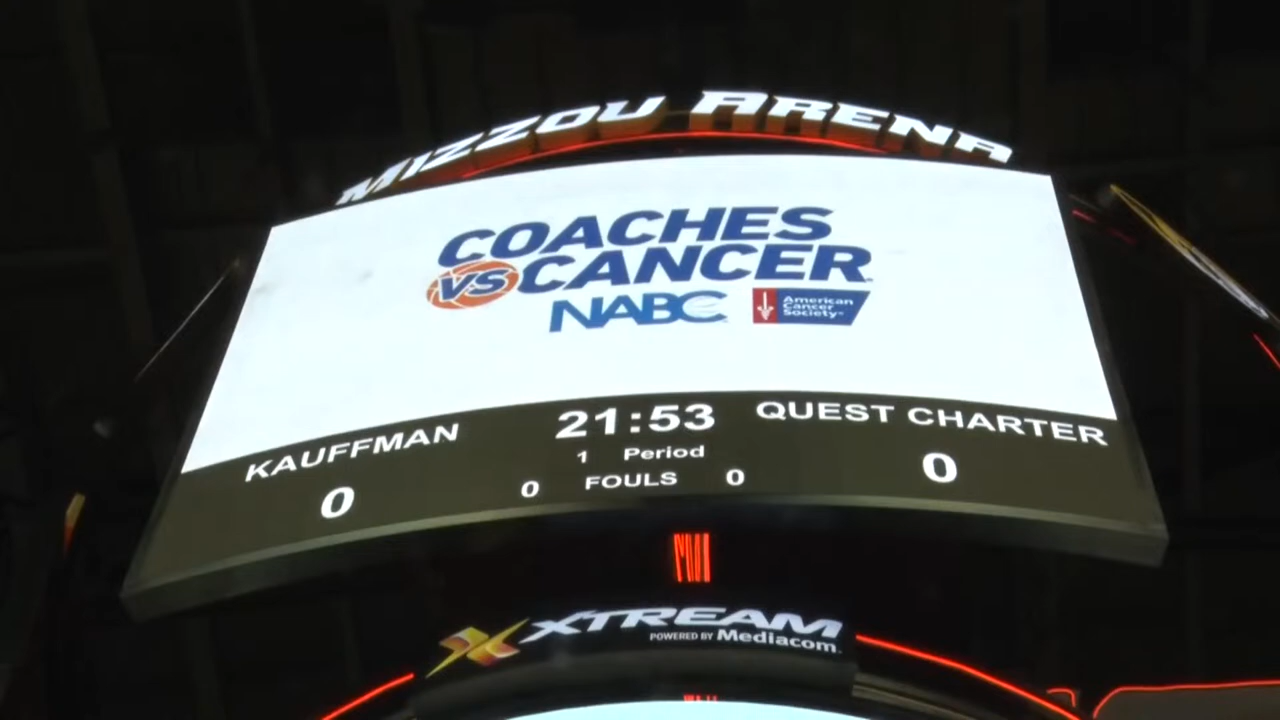 MIZZOU ARENA
COACHES
VS CANCER
NABC
American
Cancer
Society
KAUFFMAN
21:53
QUEST CHARTER
1 Period
0
0 FOULS 0
0
XTREAM
POWERED BY Mediacom